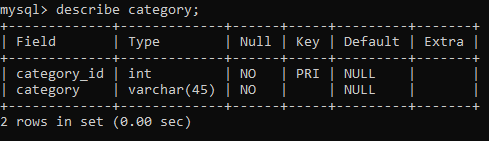 mysql> describe category;
+-------------+-------------+------+-----+---------+-------+
| Field       | Type        | Null | Key | Default | Extra |
+-------------+-------------+------+-----+---------+-------+
| category_id | int         | NO   | PRI | NULL    |       |
| category    | varchar(45) | NO   |     | NULL    |       |
+-------------+-------------+------+-----+---------+-------+
2 rows in set (0.00 sec)